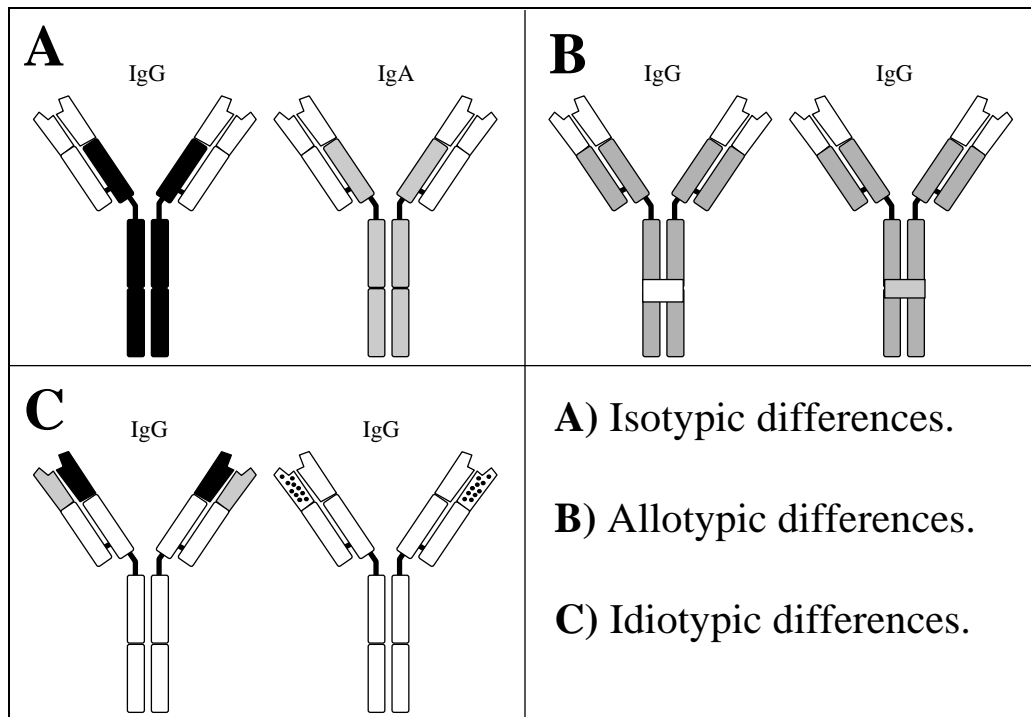 A
IgG
IgA
B
IgG
IgG
C
IgG
IgG
A) Isotypic differences.
B) Allotypic differences.
C) Idiotypic differences.